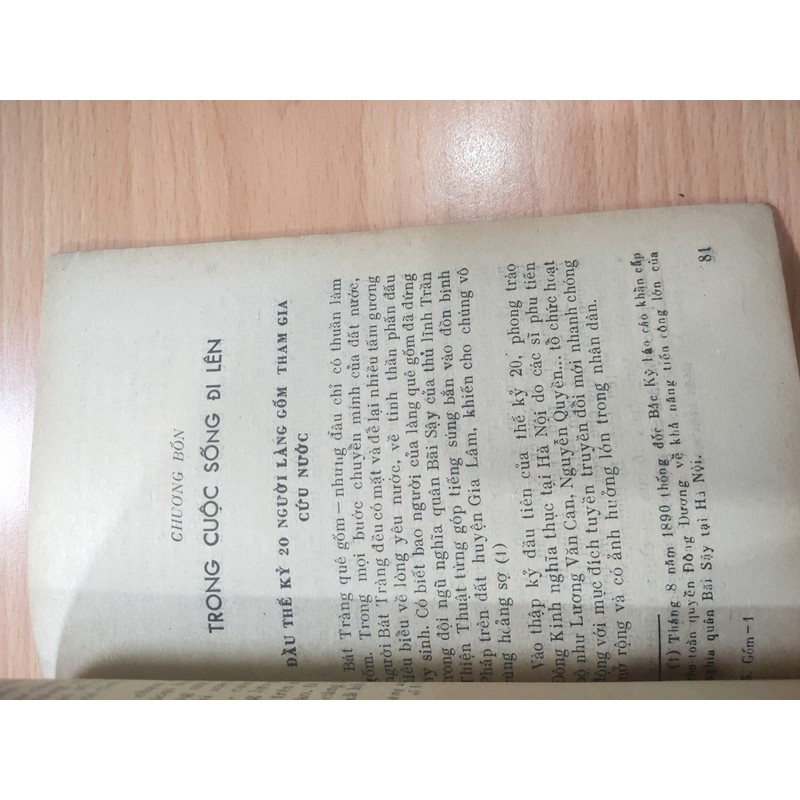 CHƯƠNG BỐN
TRONG CUỘC SỐNG ĐI LÊN
ĐẦU THẾ KỶ 20 NGƯỜI LÀNG GỐM THAM GIA
CỨU NƯỚC
Bát Tràng quê gốm — nhưng đâu chỉ có thuần làm
gốm. Trong mọi bước chuyển mình của đất nước,
người Bát Tràng đều có mặt và để lại nhiều tấm gương
tiêu biểu về lòng yêu nước, về tinh thần phấn đấu
hy sinh. Có biết bao người của làng quê gốm đã đứng
trong đội ngũ nghĩa quân Bãi Sậy của thủ lĩnh Trần
Thiện Thuật từng góp tiếng súng bắn vào đồn binh
Pháp trên đất huyện Gia Lâm, khiến cho chúng vô
cùng hoảng sợ (1)
Vào thập kỷ đầu tiên của thế kỷ 20, phong trào
Đông Kinh nghĩa thục tại Hà Nội do các sĩ phu tiến
bộ như Lương Văn Can, Nguyễn Quyền... tổ chức hoạt
động với mục đích tuyên truyền đổi mới nhanh chóng
mở rộng và có ảnh hưởng lớn trong nhân dân.
(1) Tháng 8 năm 1890 thống đốc Bắc Kỳ báo cáo khẩn cấp
cho toàn quyền Đông Dương về khả năng tiến công lớn của
nghĩa quân Bãi Sậy tại Hà Nội.
6. Gốm—1
81